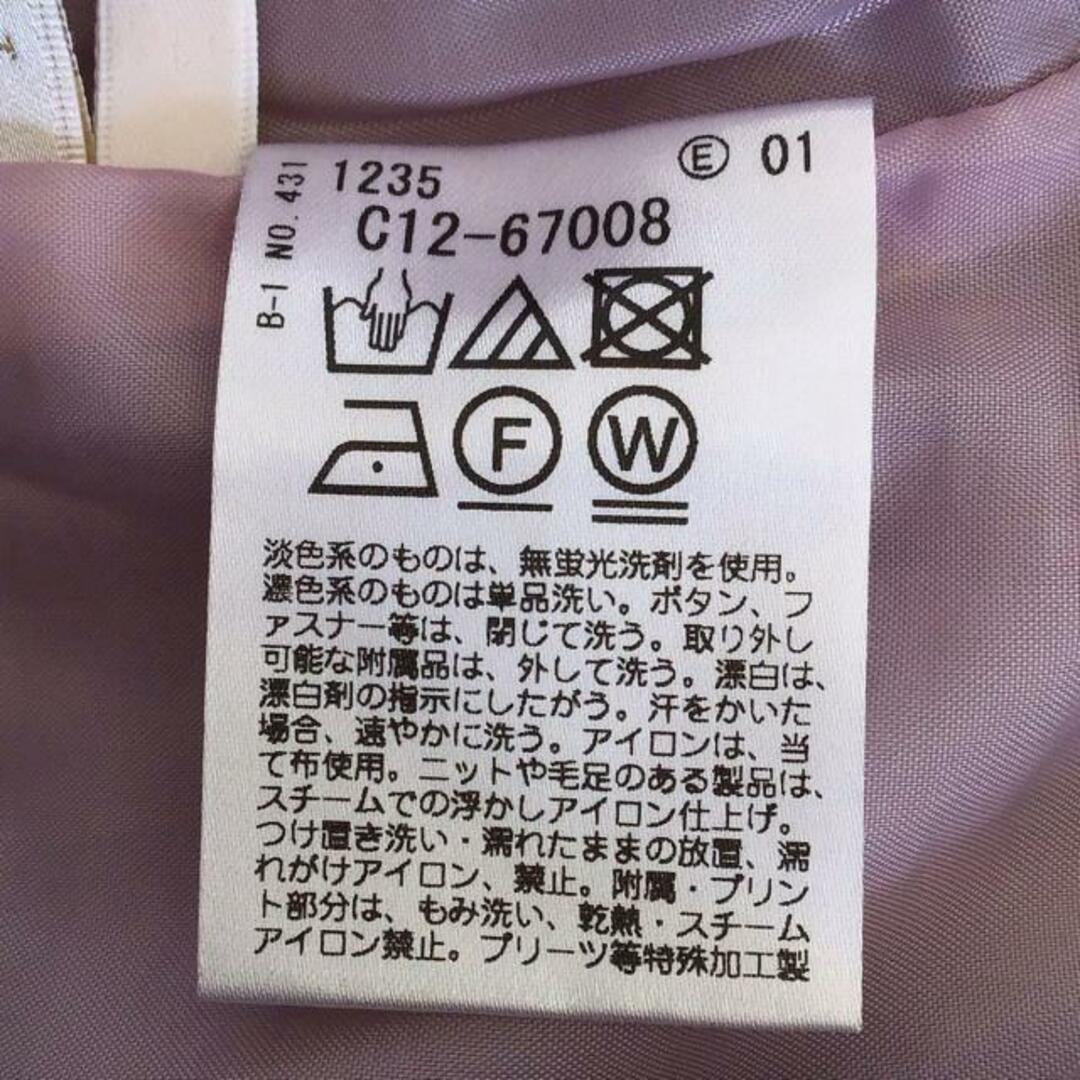 1235 Ⓔ 01
C12-67008
B-1 NO.431
F W
淡色系のものは、無蛍光洗剤を使用。
濃色系のものは単品洗い。ボタン、フ
ァスナー等は、閉じて洗う。取り外し
可能な附属品は、外して洗う。漂白は、
漂白剤の指示にしたがう。汗をかいた
場合、速やかに洗う。アイロンは、当
て布使用。ニットや毛足のある製品は、
スチームでの浮かしアイロン仕上げ。
つけ置き洗い・濡れたままの放置、濡
れがけアイロン、禁止。附属・プリン
ト部分は、もみ洗い、乾熱・スチーム
アイロン禁止。プリーツ等特殊加工製